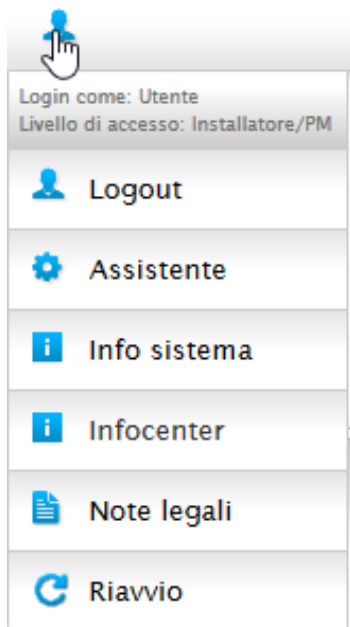 Login come: Utente
Livello di accesso: Installatore/PM
Logout
Assistente
Info sistema
Infocenter
Note legali
Riavvio